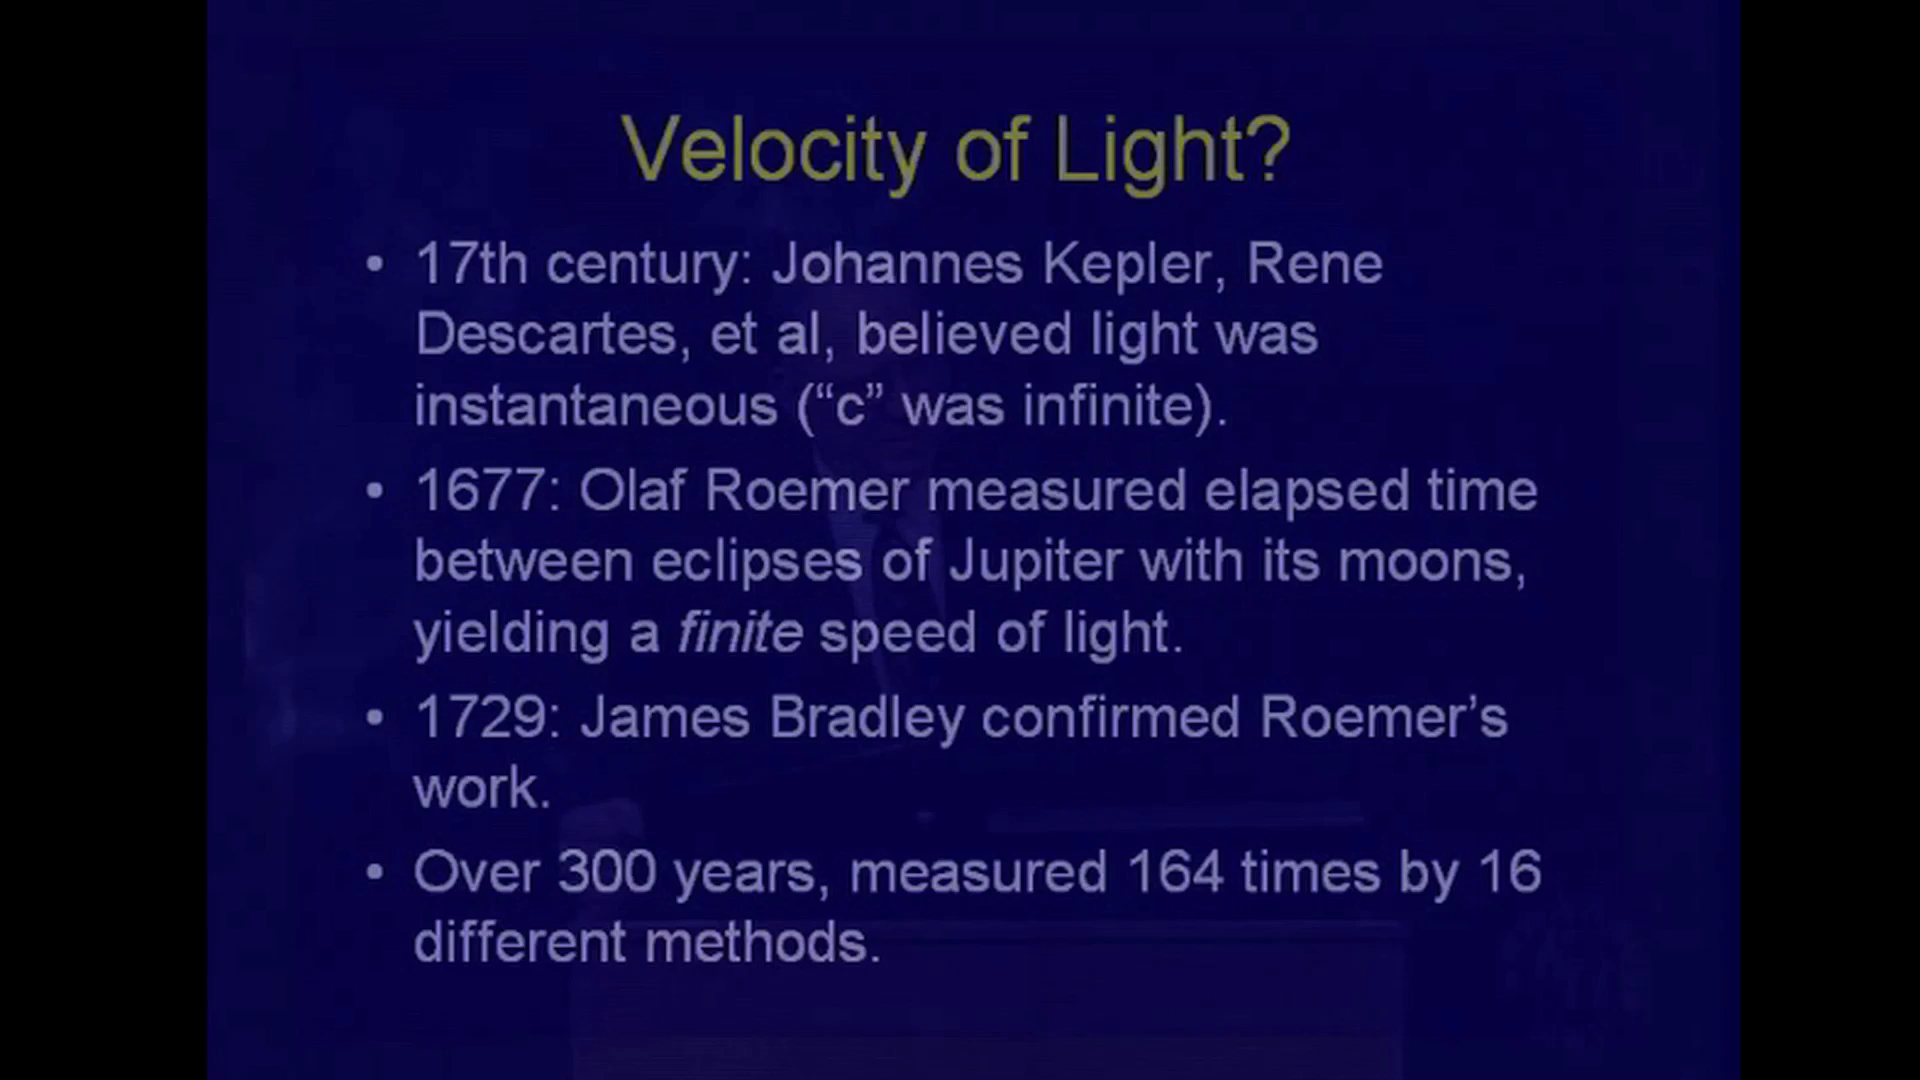 Velocity of Light?
• 17th century: Johannes Kepler, Rene
Descartes, et al, believed light was
instantaneous (“c” was infinite).
• 1677: Olaf Roemer measured elapsed time
between eclipses of Jupiter with its moons,
yielding a finite speed of light.
• 1729: James Bradley confirmed Roemer’s
work.
• Over 300 years, measured 164 times by 16
different methods.